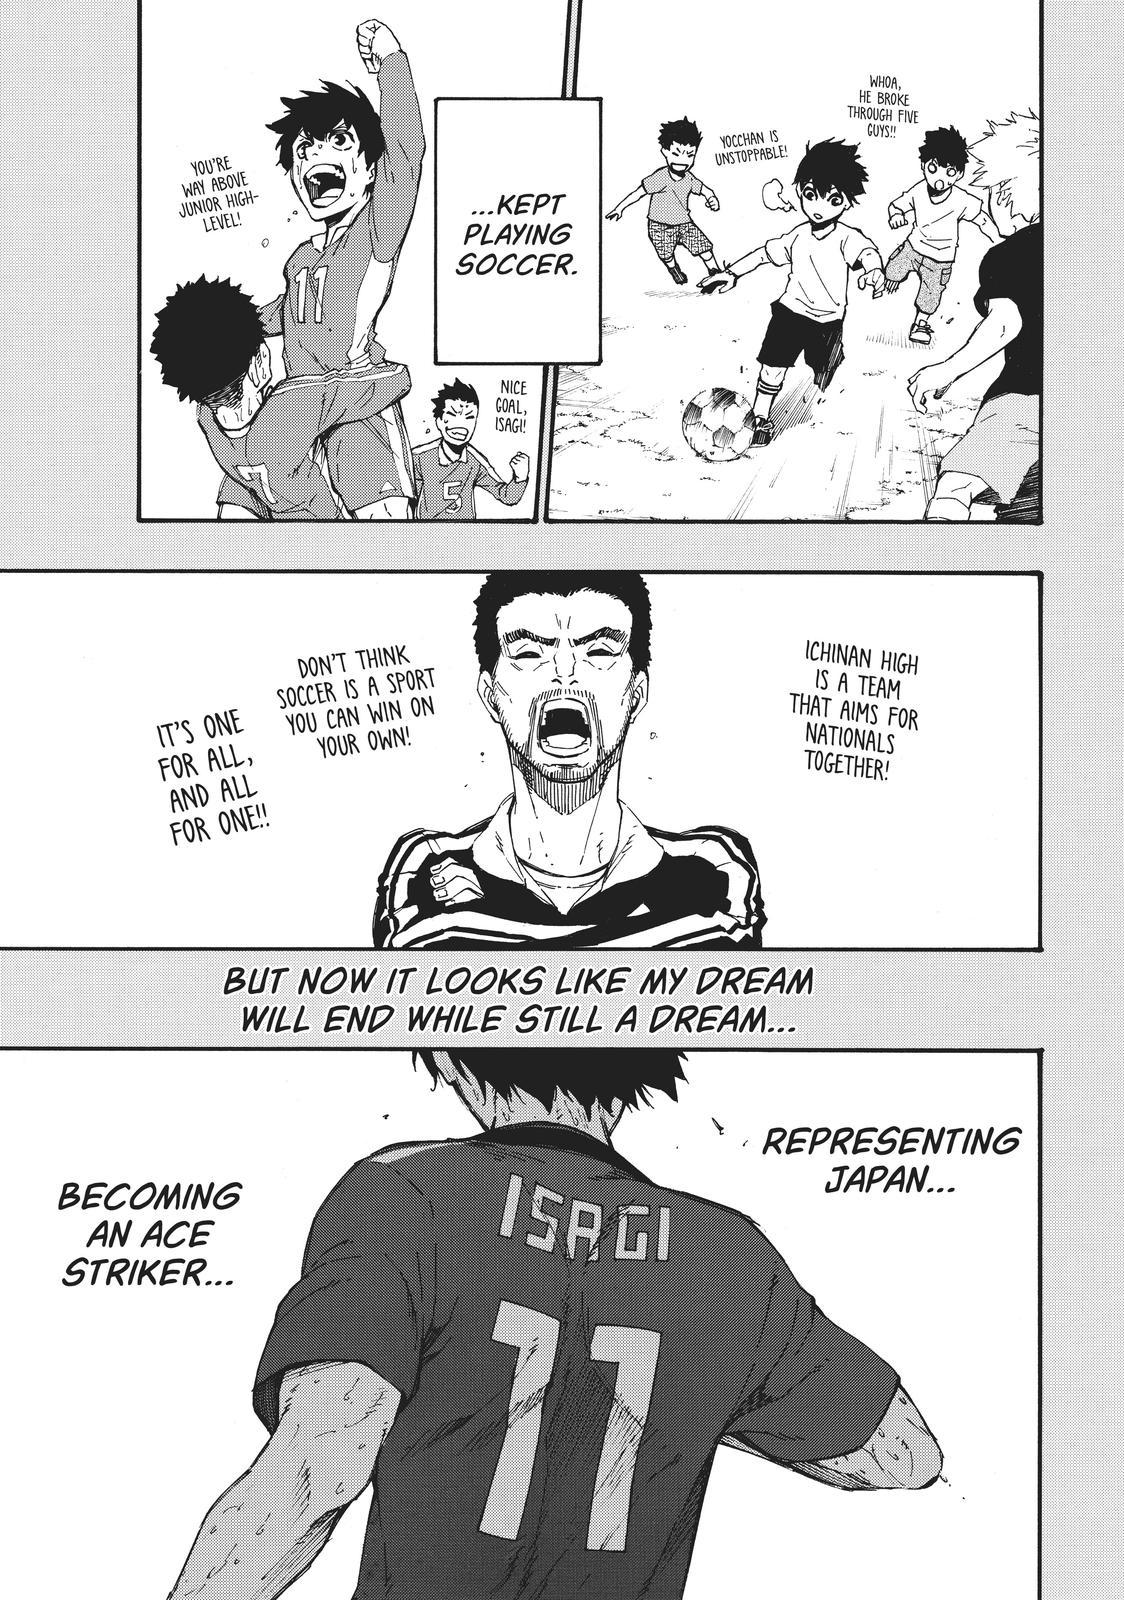 WHOA,
HE BROKE
THROUGH FIVE
GUYS!!
YOCCHAN IS
UNSTOPPABLE!
...KEPT
PLAYING
SOCCER.
YOU'RE
WAY ABOVE
JUNIOR HIGH-
LEVEL!
11
7
NICE
GOAL,
ISAGI!
5
ICHINAN HIGH
IS A TEAM
THAT AIMS FOR
NATIONALS
TOGETHER!
DON'T THINK
SOCCER IS A SPORT
YOU CAN WIN ON
YOUR OWN!
IT'S ONE
FOR ALL,
AND ALL
FOR ONE!!
BUT NOW IT LOOKS LIKE MY DREAM
WILL END WHILE STILL A DREAM...
REPRESENTING
JAPAN...
BECOMING
AN ACE
STRIKER...
ISAGI
11